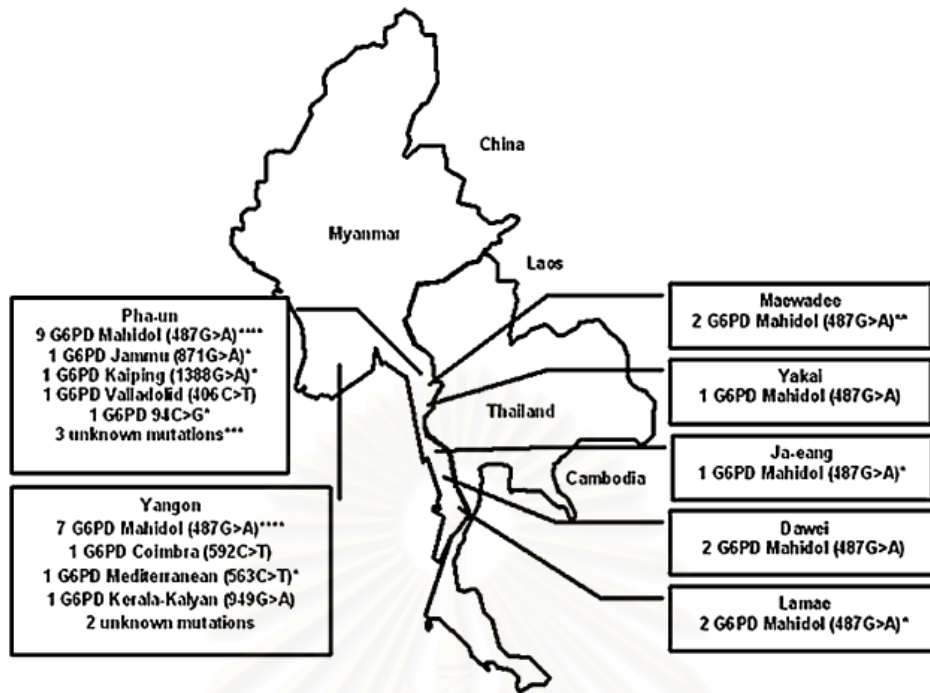 China
Myanmar
Laos
Thailand
Cambodia
Pha-un
9 G6PD Mahidol (487G>A)****
1 G6PD Jammu (871G>A)*
1 G6PD Kaiping (1388G>A)*
1 G6PD Valladolid (406C>T)
1 G6PD 94C>G*
3 unknown mutations***
Yangon
7 G6PD Mahidol (487G>A)****
1 G6PD Coimbra (592C>T)
1 G6PD Mediterranean (563C>T)*
1 G6PD Kerala-Kalyan (949G>A)
2 unknown mutations
Maewadee
2 G6PD Mahidol (487G>A)**
Yakai
1 G6PD Mahidol (487G>A)
Ja-eang
1 G6PD Mahidol (487G>A)*
Dawei
2 G6PD Mahidol (487G>A)
Lamae
2 G6PD Mahidol (487G>A)*